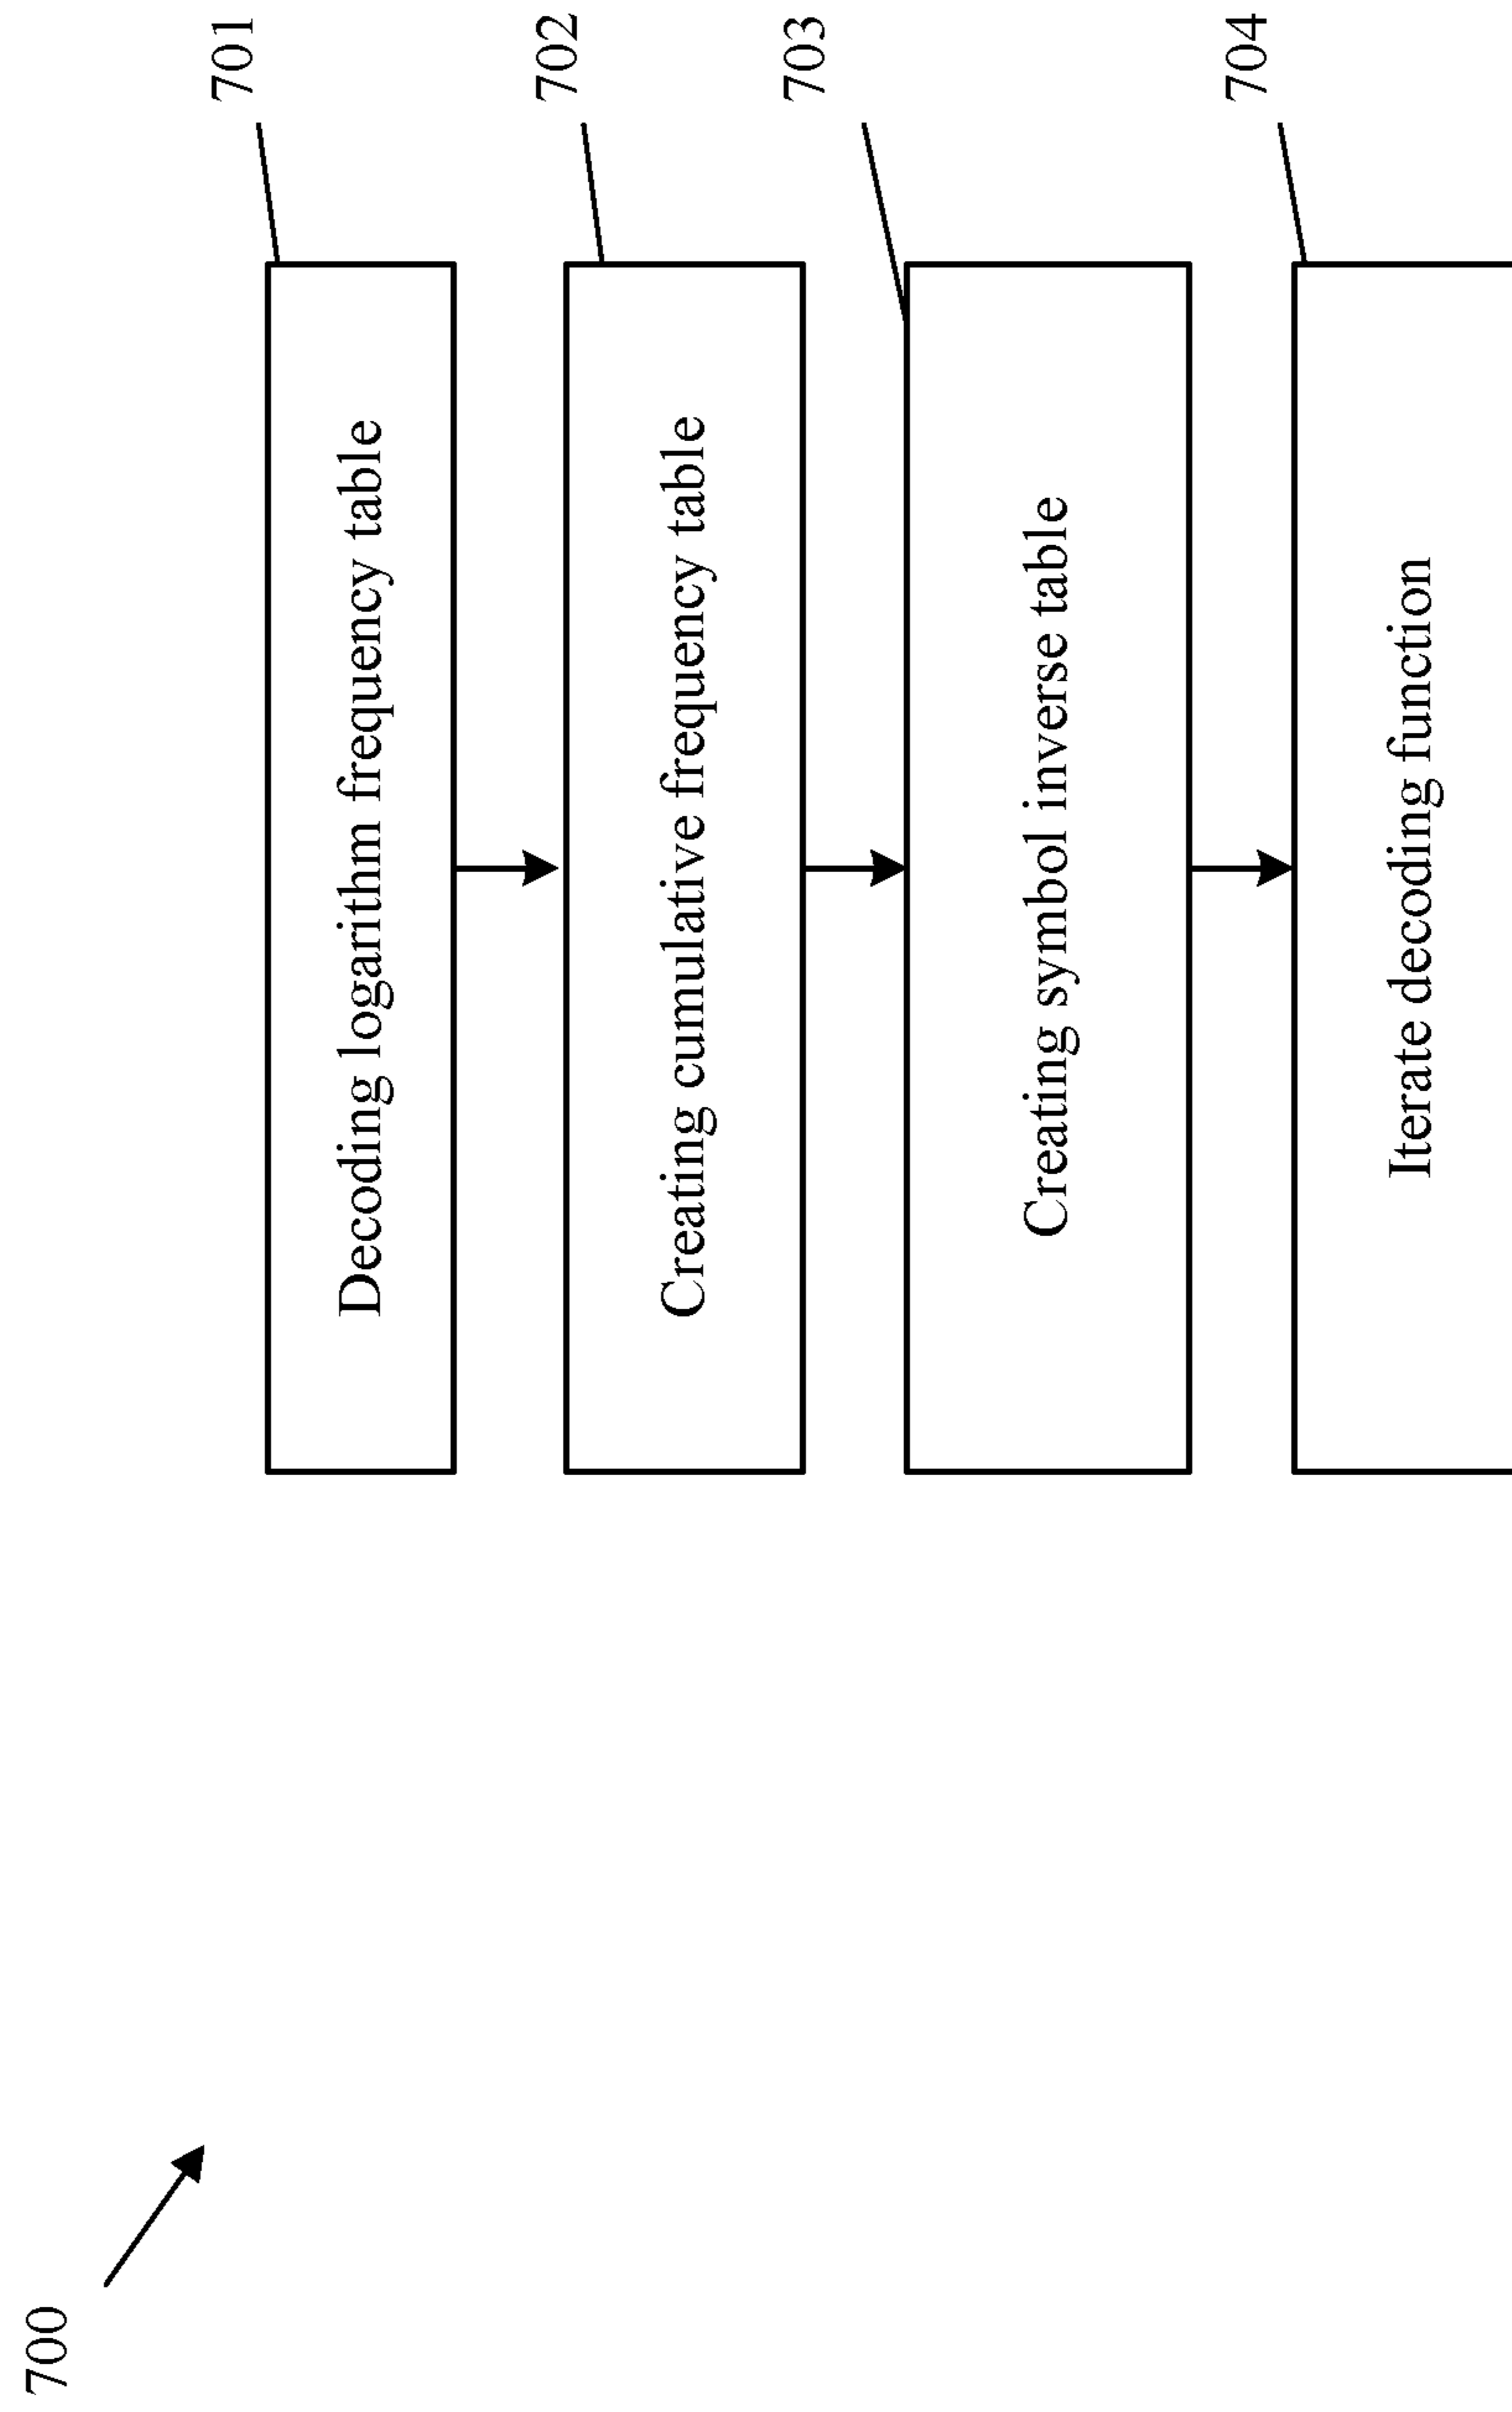 700
701
Decoding logarithm frequency table
702
Creating cumulative frequency table
703
Creating symbol inverse table
704
Iterate decoding function